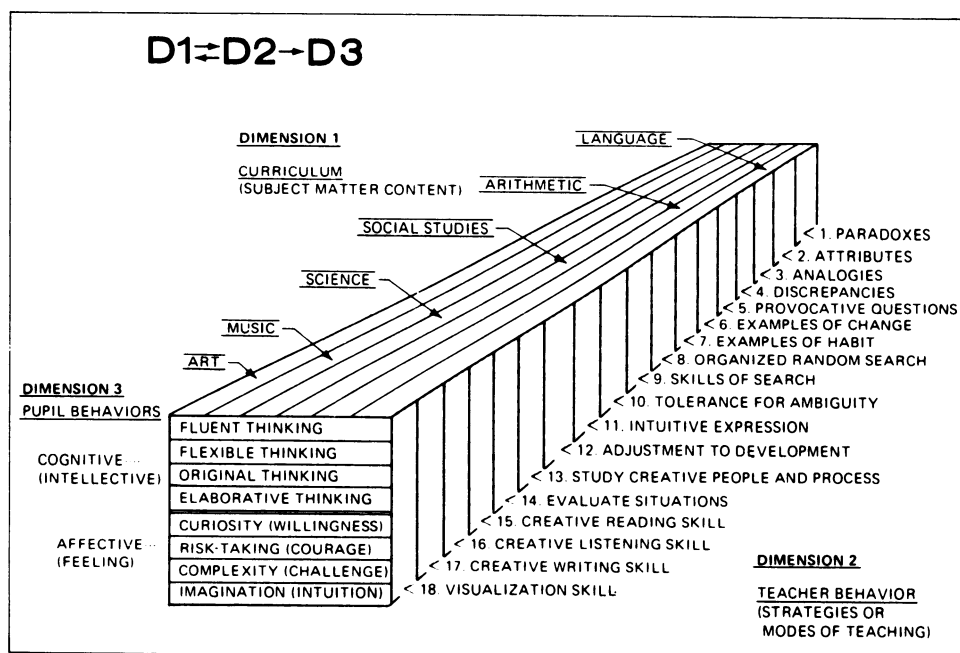 D1⇄D2→D3
DIMENSION 1
CURRICULUM
(SUBJECT MATTER CONTENT)
LANGUAGE
ARITHMETIC
SOCIAL STUDIES
SCIENCE
MUSIC
ART
DIMENSION 3
PUPIL BEHAVIORS
COGNITIVE...
(INTELLECTIVE)
AFFECTIVE...
(FEELING)
FLUENT THINKING
FLEXIBLE THINKING
ORIGINAL THINKING
ELABORATIVE THINKING
CURIOSITY (WILLINGNESS)
RISK-TAKING (COURAGE)
COMPLEXITY (CHALLENGE)
IMAGINATION (INTUITION)
< 1. PARADOXES
< 2. ATTRIBUTES
< 3. ANALOGIES
< 4. DISCREPANCIES
< 5. PROVOCATIVE QUESTIONS
< 6. EXAMPLES OF CHANGE
< 7. EXAMPLES OF HABIT
< 8. ORGANIZED RANDOM SEARCH
< 9. SKILLS OF SEARCH
< 10. TOLERANCE FOR AMBIGUITY
< 11. INTUITIVE EXPRESSION
< 12. ADJUSTMENT TO DEVELOPMENT
< 13. STUDY CREATIVE PEOPLE AND PROCESS
< 14. EVALUATE SITUATIONS
< 15. CREATIVE READING SKILL
< 16. CREATIVE LISTENING SKILL
< 17. CREATIVE WRITING SKILL
< 18. VISUALIZATION SKILL
DIMENSION 2
TEACHER BEHAVIOR
(STRATEGIES OR
MODES OF TEACHING)